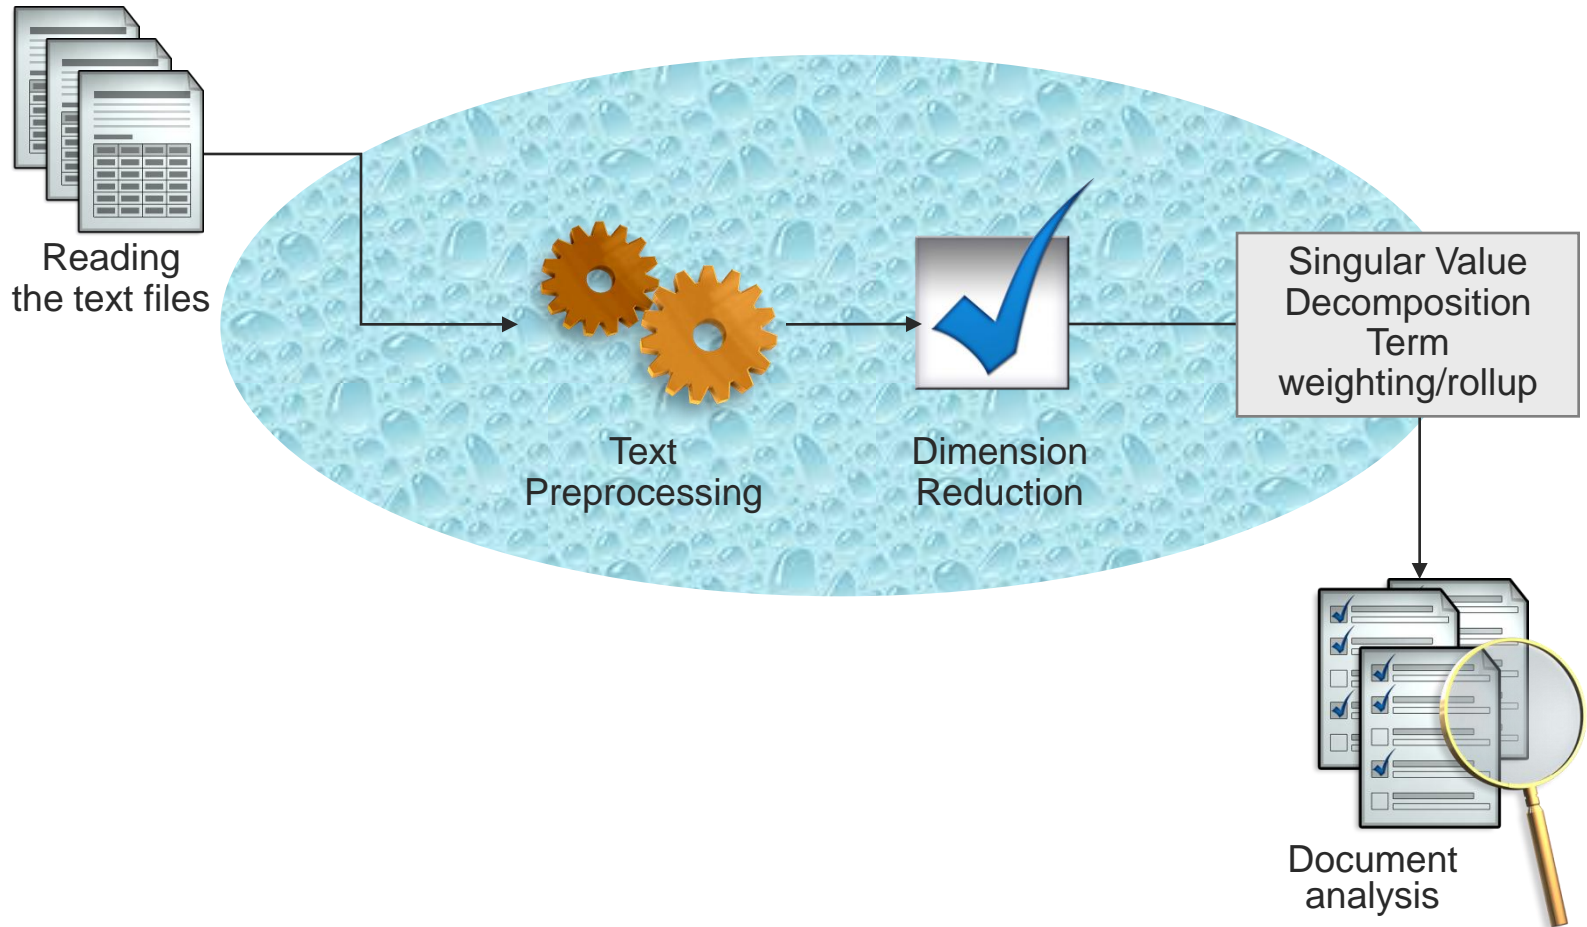 Reading
the text files
Text
Preprocessing
Dimension
Reduction
Singular Value
Decomposition
Term
weighting/rollup
Document
analysis